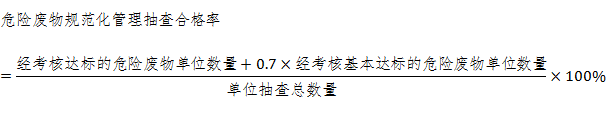 危险废物规范化管理抽查合格率
= 经考核达标的危险废物单位数量 + 0.7 × 经考核基本达标的危险废物单位数量 / 单位抽查总数量 × 100%